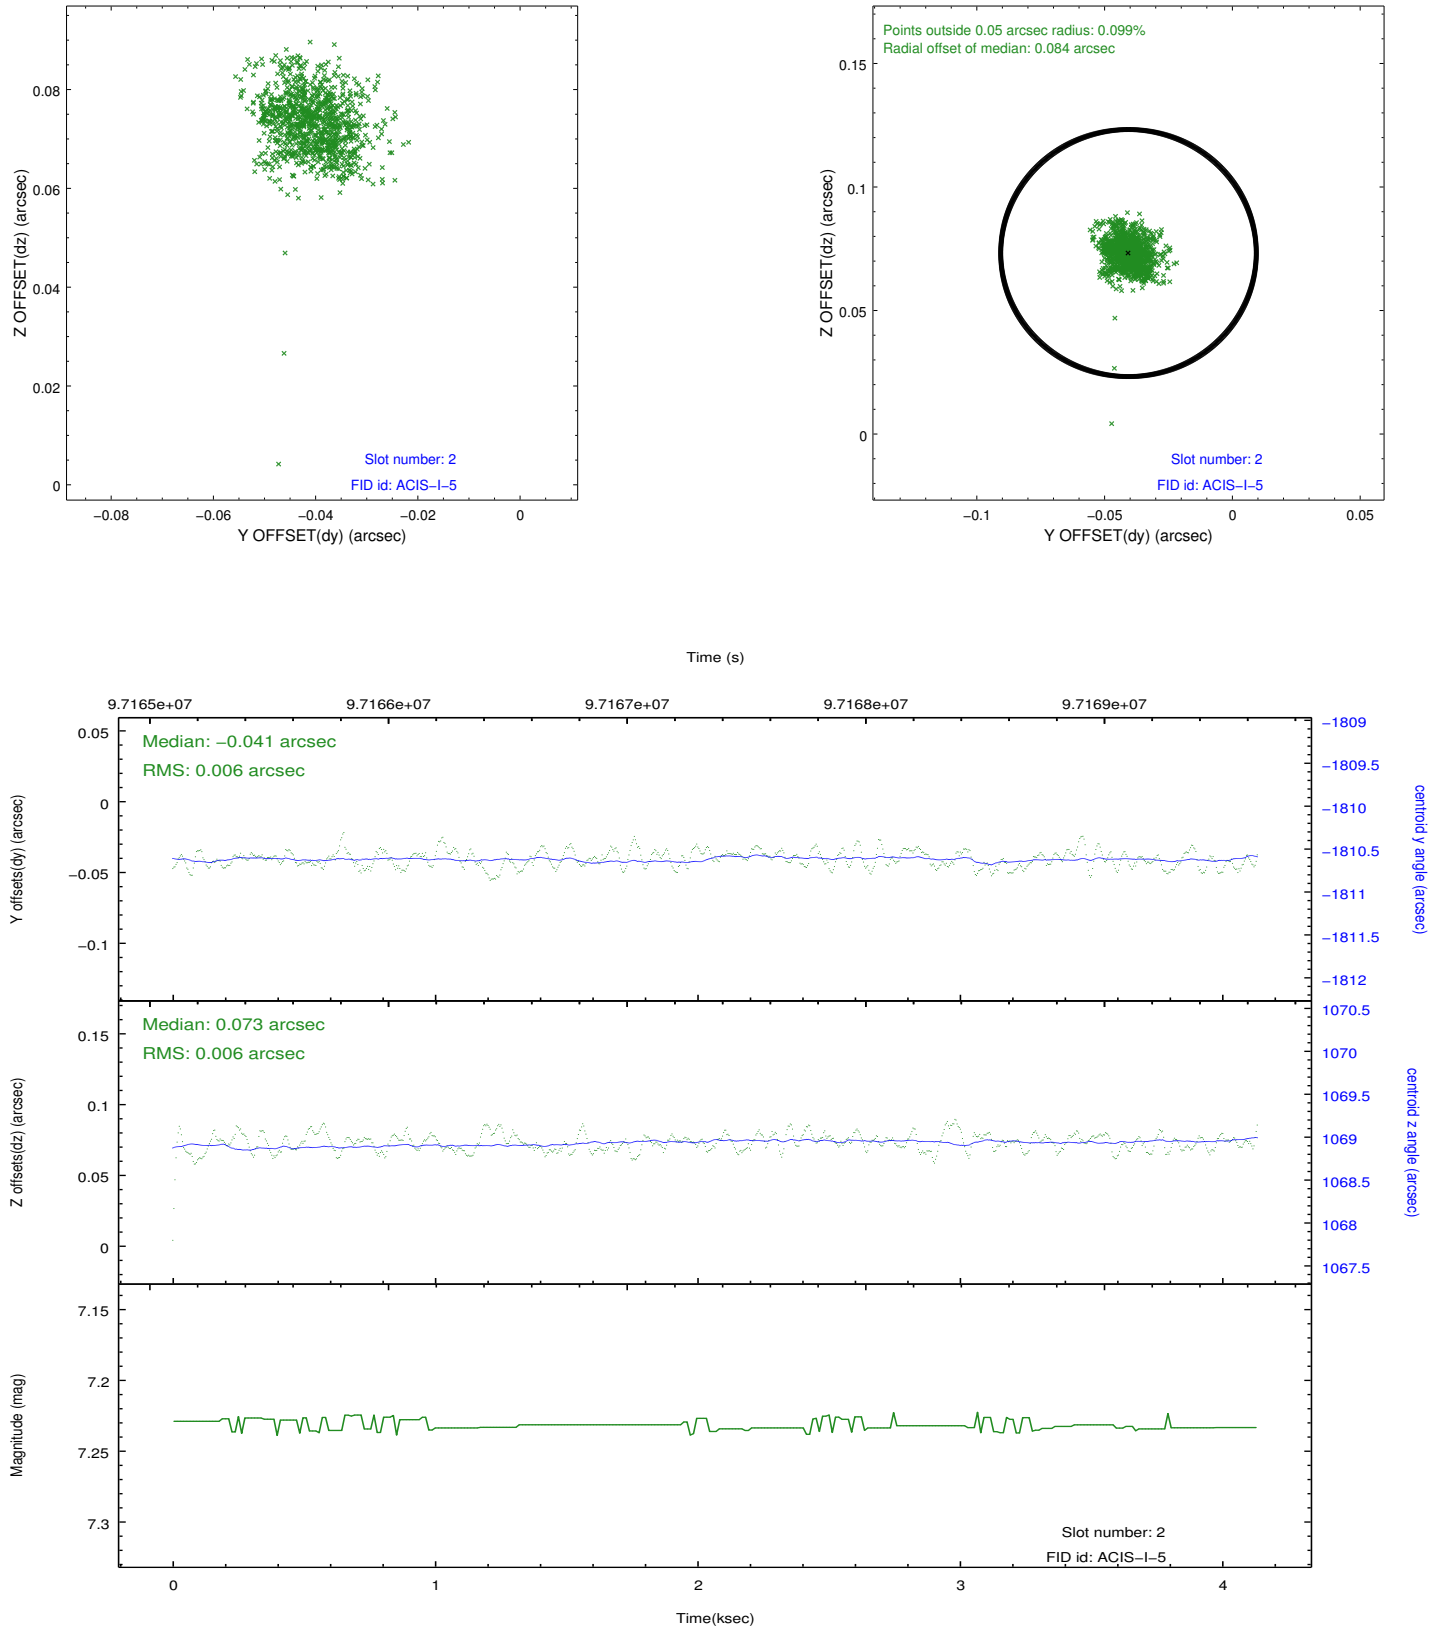 0.08
0.06
0.04
0.02
0
Z OFFSET(dz) (arcsec)
−0.08
−0.06
−0.04
−0.02
0
Y OFFSET(dy) (arcsec)
Slot number: 2
FID id: ACIS−I−5
Points outside 0.05 arcsec radius: 0.099%
Radial offset of median: 0.084 arcsec
0.15
0.1
0.05
0
Z OFFSET(dz) (arcsec)
−0.1
−0.05
0
0.05
Y OFFSET(dy) (arcsec)
Slot number: 2
FID id: ACIS−I−5
Time (s)
9.7165e+07
9.7166e+07
9.7167e+07
9.7168e+07
9.7169e+07
Median: −0.041 arcsec
RMS: 0.006 arcsec
0.05
0
−0.05
−0.1
Y offsets(dy) (arcsec)
−1809
−1809.5
−1810
−1810.5
−1811
−1811.5
−1812
centroid y angle (arcsec)
Median: 0.073 arcsec
RMS: 0.006 arcsec
0.15
0.1
0.05
0
Z offsets(dz) (arcsec)
1070.5
1070
1069.5
1069
1068.5
1068
1067.5
centroid z angle (arcsec)
7.15
7.2
7.25
7.3
Magnitude (mag)
Slot number: 2
FID id: ACIS−I−5
0
1
2
3
4
Time(ksec)